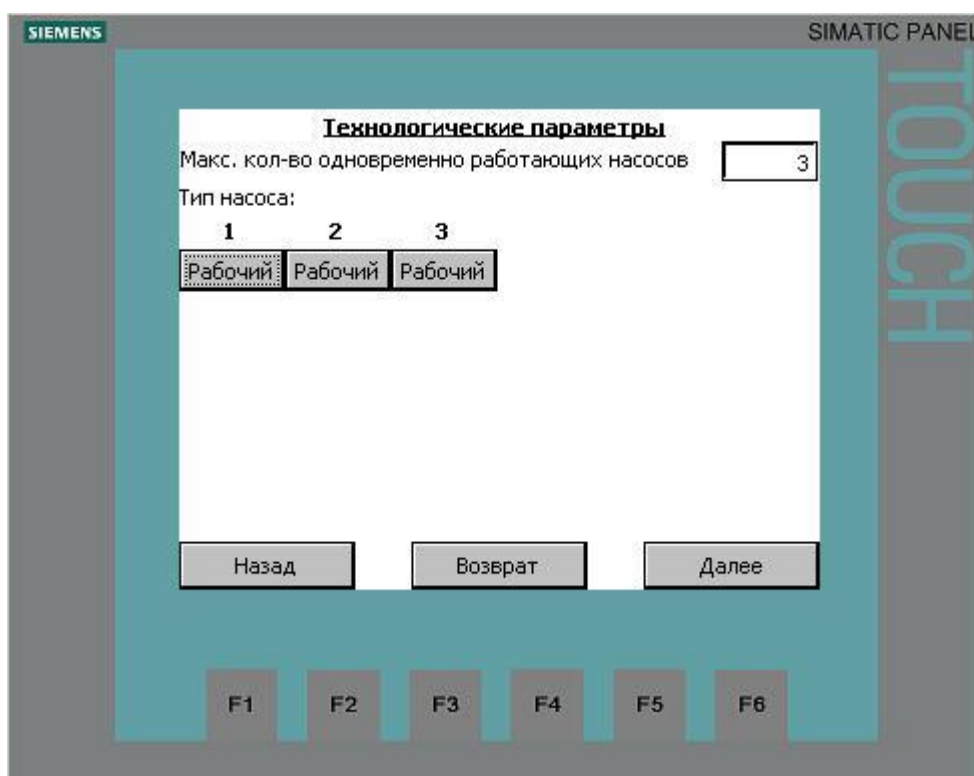 SIEMENS
SIMATIC PANEL
TOUCH
Технологические параметры
Макс. кол-во одновременно работающих насосов 3
Тип насоса:
1 2 3
Рабочий Рабочий Рабочий
Назад Возврат Далее
F1 F2 F3 F4 F5 F6